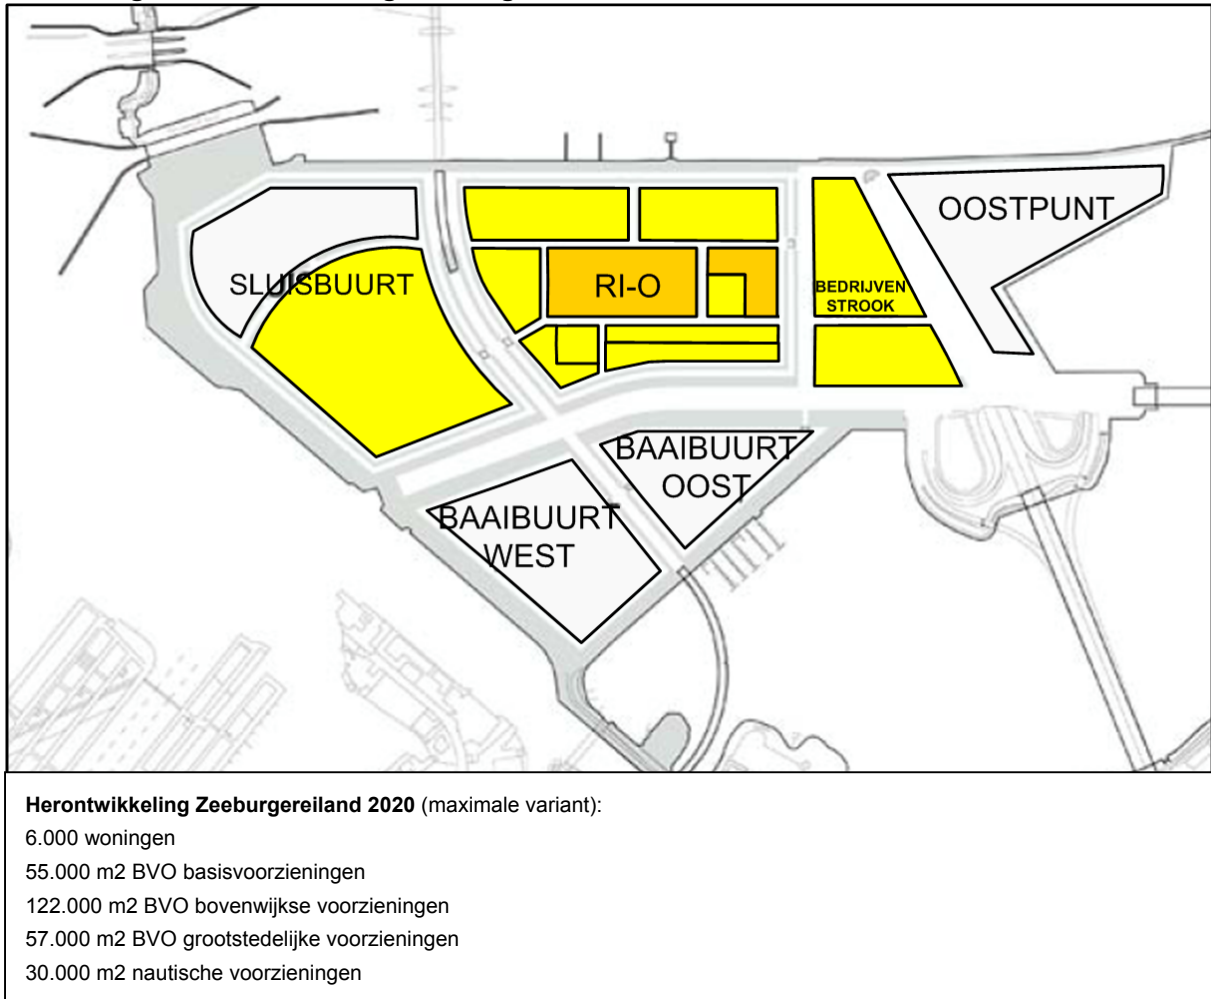 OOSTPUNT
SLUISBUURT
RI-O
BEDRIJVEN
STROOK
BAAIBUURT
OOST
BAAIBUURT
WEST
Herontwikkeling Zeeburgereiland 2020 (maximale variant):
6.000 woningen
55.000 m2 BVO basisvoorzieningen
122.000 m2 BVO bovenwijkse voorzieningen
57.000 m2 BVO grootstedelijke voorzieningen
30.000 m2 nautische voorzieningen